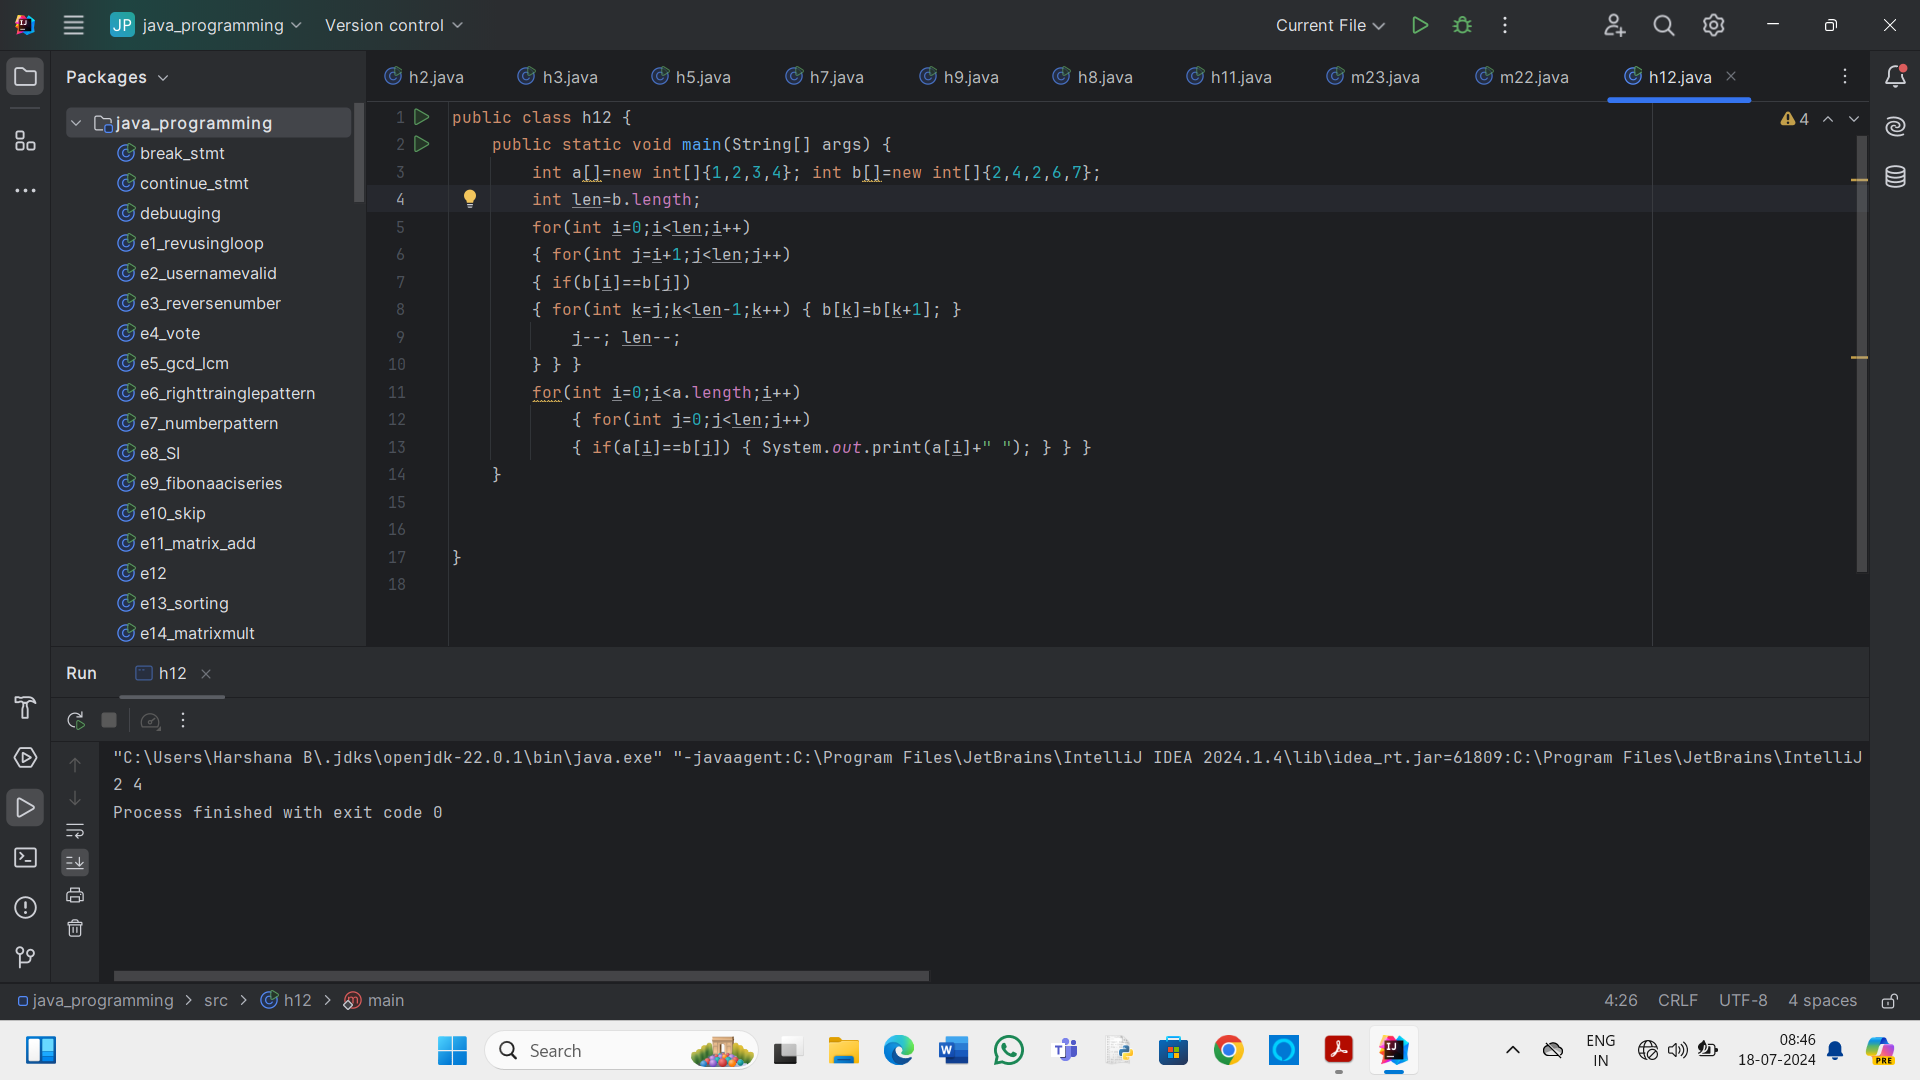 JP java_programming Version control Current File
Packages
h2.java h3.java h5.java h7.java h9.java h8.java h11.java m23.java m22.java h12.java
java_programming
break_stmt
continue_stmt
debuuging
e1_revusingloop
e2_usernamevalid
e3_reversenumber
e4_vote
e5_gcd_lcm
e6_righttrainglepattern
e7_numberpattern
e8_SI
e9_fibonaaciseries
e10_skip
e11_matrix_add
e12
e13_sorting
e14_matrixmult
4
1 public class h12 {
2 public static void main(String[] args) {
3 int a[]=new int[]{1,2,3,4}; int b[]=new int[]{2,4,2,6,7};
4 int len=b.length;
5 for(int i=0;i<len;i++)
6 { for(int j=i+1;j<len;j++)
7 { if(b[i]==b[j])
8 { for(int k=j;k<len-1;k++) { b[k]=b[k+1]; }
9 j--; len--;
10 } } }
11 for(int i=0;i<a.length;i++)
12 { for(int j=0;j<len;j++)
13 { if(a[i]==b[j]) { System.out.print(a[i]+" "); } } }
14 }
15
16
17 }
18
Run h12
"C:\Users\Harshana B\.jdks\openjdk-22.0.1\bin\java.exe" "-javaagent:C:\Program Files\JetBrains\IntelliJ IDEA 2024.1.4\lib\idea_rt.jar=61809:C:\Program Files\JetBrains\IntelliJ
2 4
Process finished with exit code 0
java_programming > src > h12 > main 4:26 CRLF UTF-8 4 spaces
Search
ENG
IN
08:46
18-07-2024
PRE